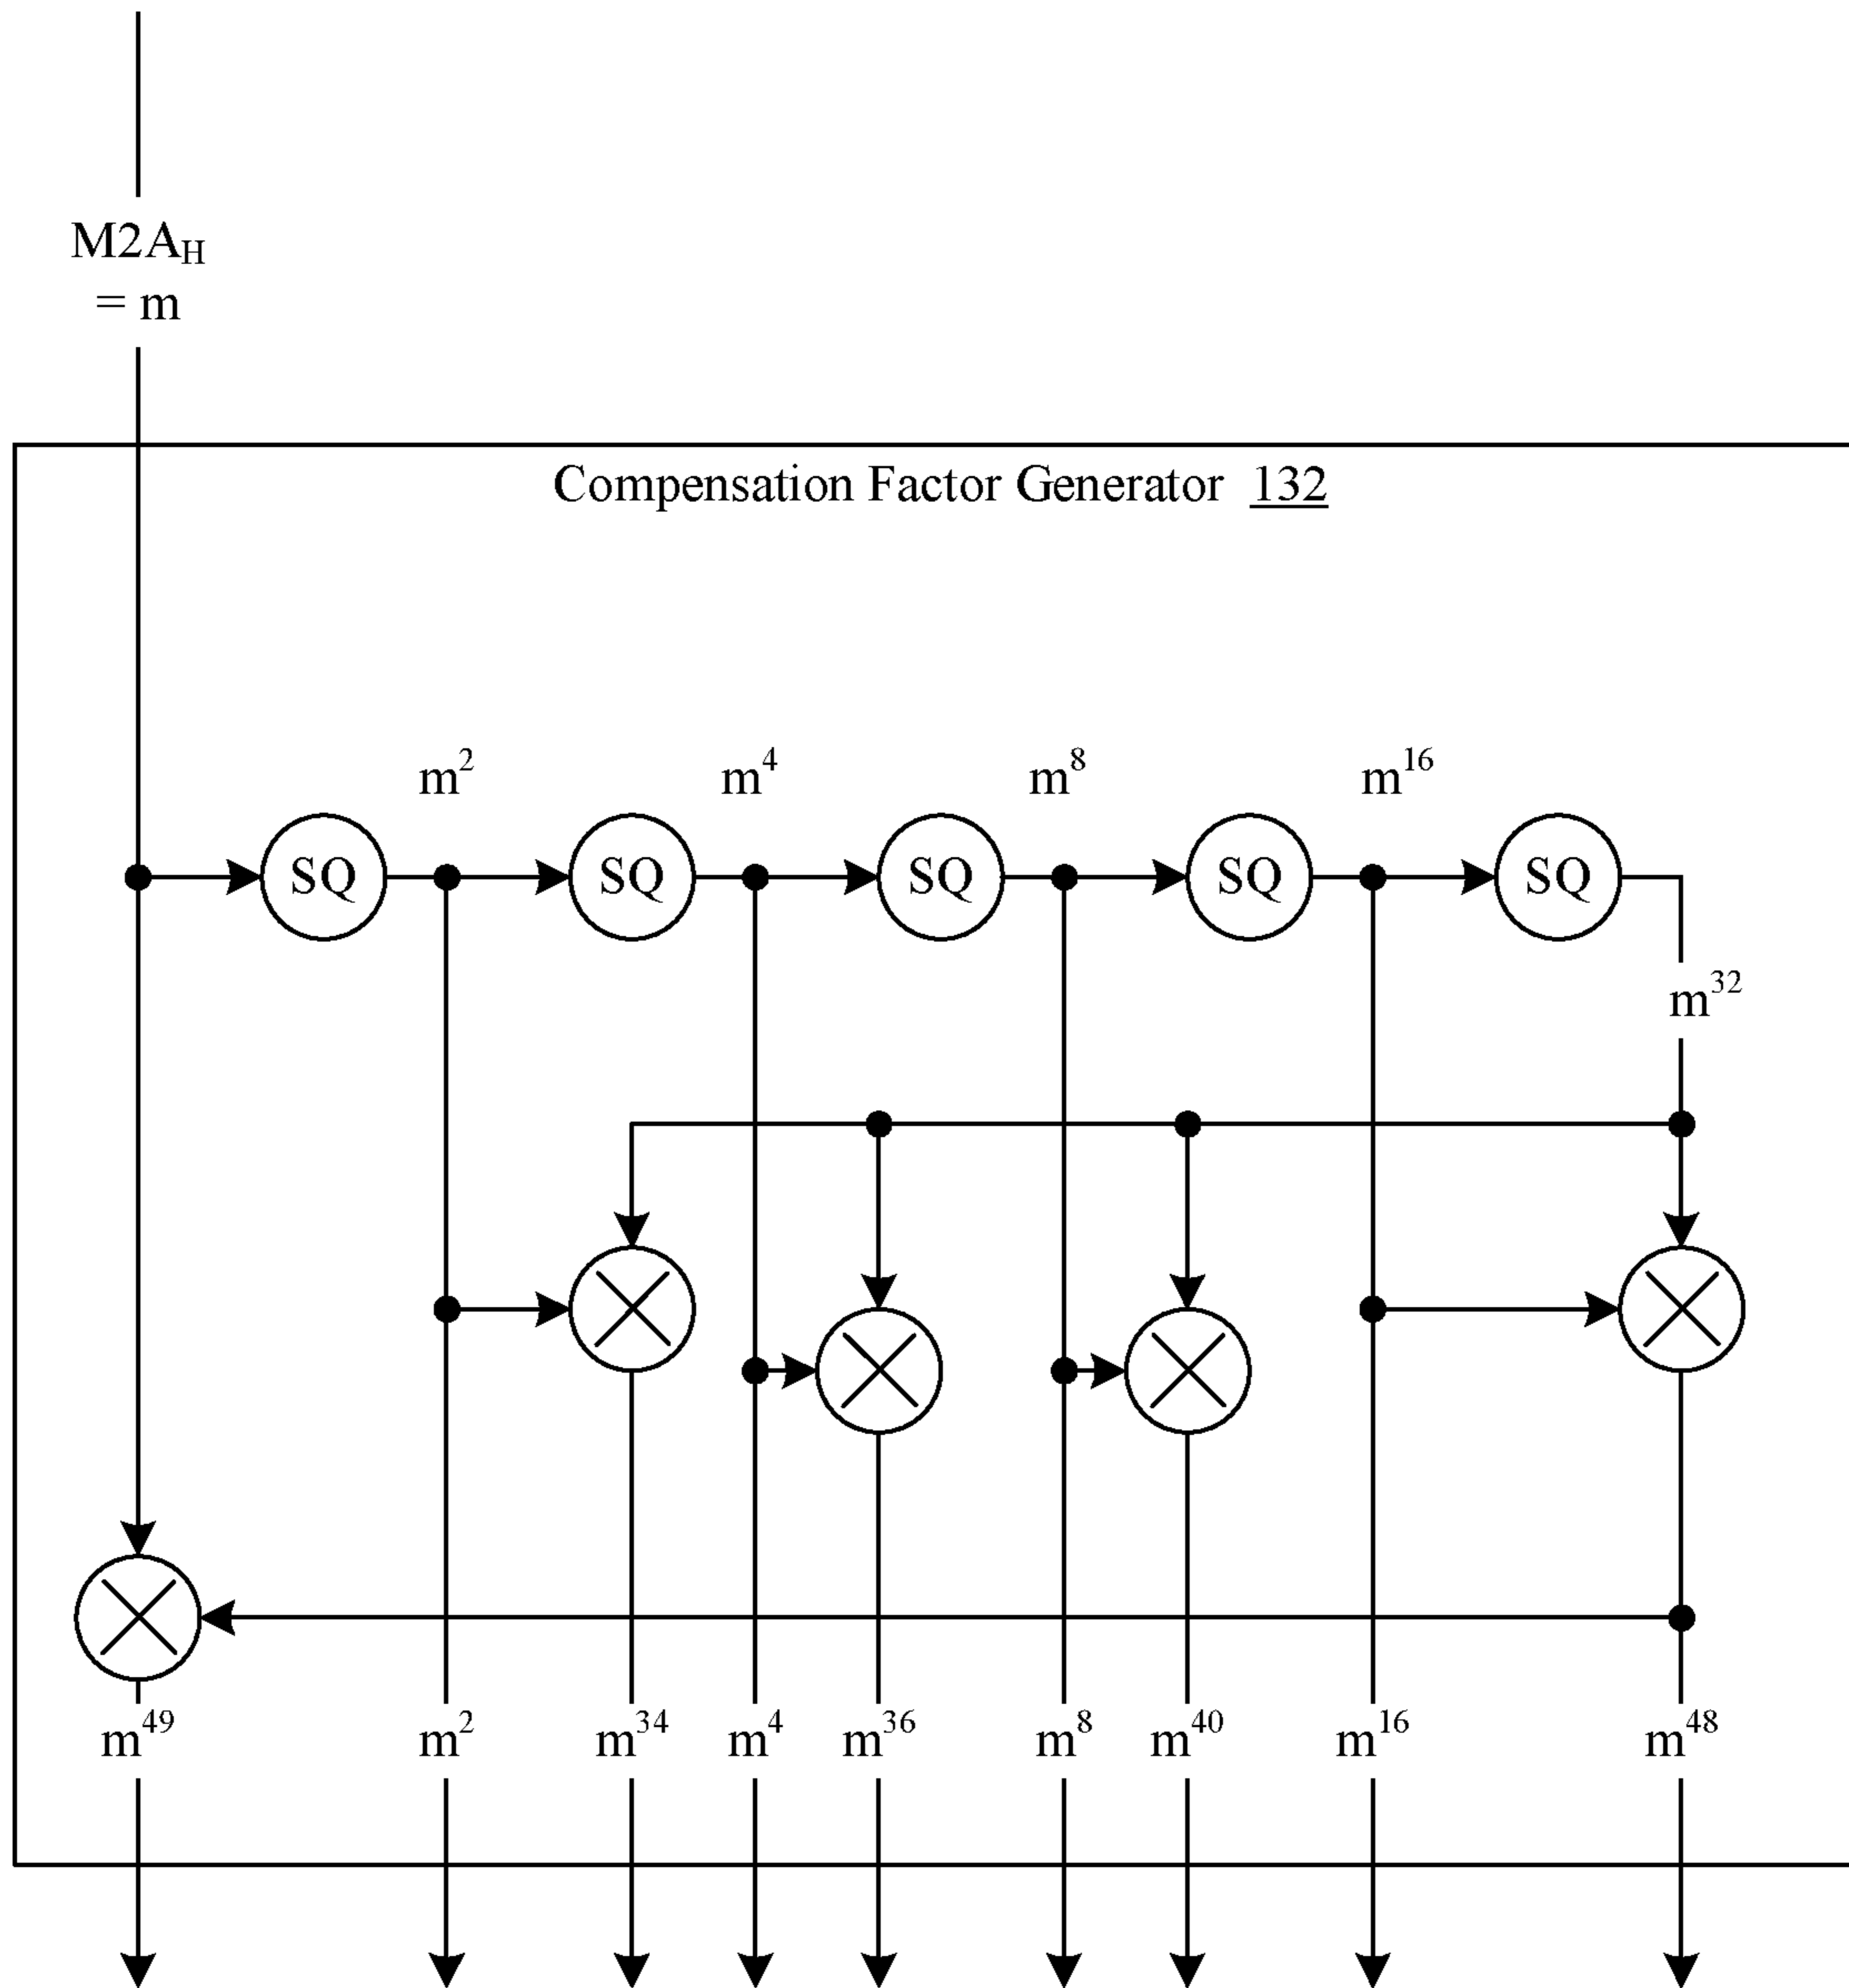 M2A_H
= m
Compensation Factor Generator 132
m^2 m^4 m^8 m^16
SQ SQ SQ SQ SQ
m^32
m^49 m^2 m^34 m^4 m^36 m^8 m^40 m^16 m^48